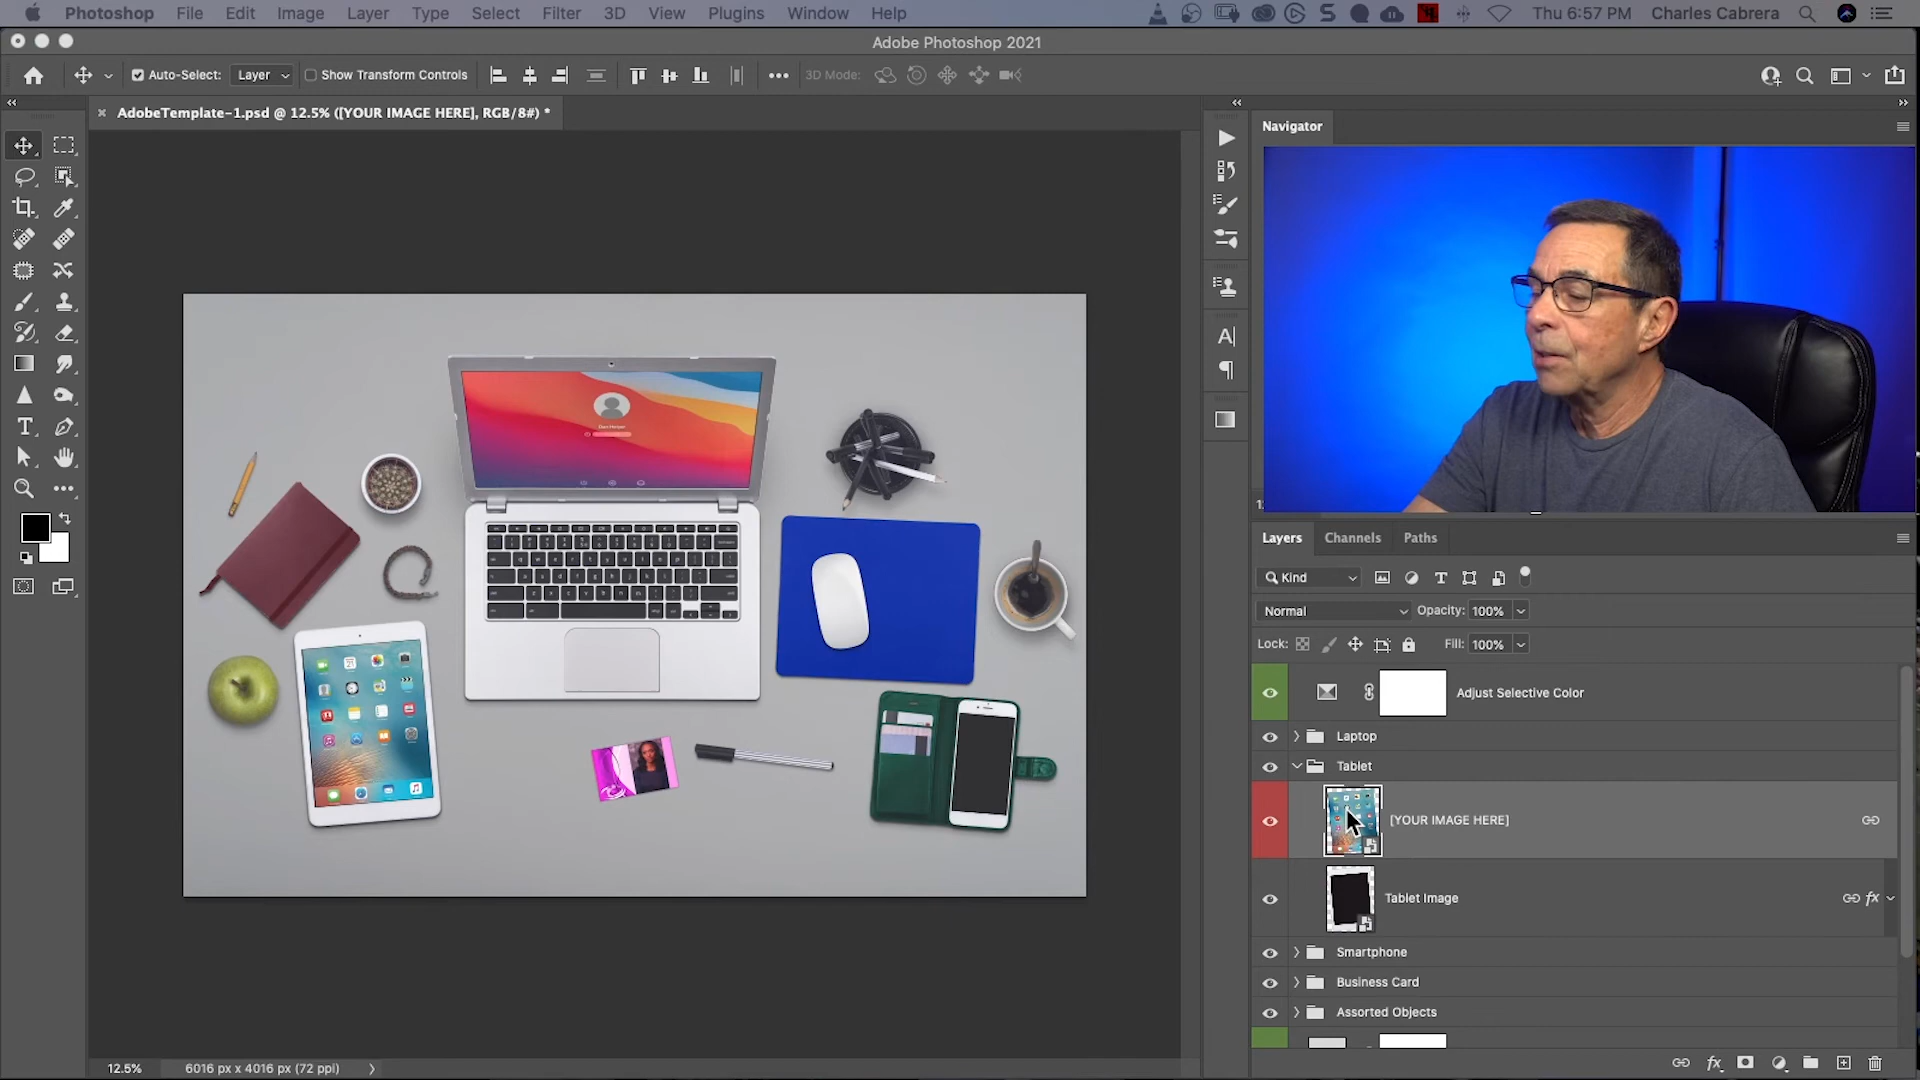 Photoshop File Edit Image Layer Type Select Filter 3D View Plugins Window Help Thu 6:57 PM Charles Cabrera
Adobe Photoshop 2021
Auto-Select: Layer Show Transform Controls 3D Mode:
AdobeTemplate-1.psd @ 12.5% ([YOUR IMAGE HERE], RGB/8#) *
Navigator
Layers Channels Paths
Kind
Normal Opacity: 100%
Lock: Fill: 100%
Adjust Selective Color
Laptop
Tablet
[YOUR IMAGE HERE]
Tablet Image fx
Smartphone
Business Card
Assorted Objects
12.5% 6016 px x 4016 px (72 ppi)
fx